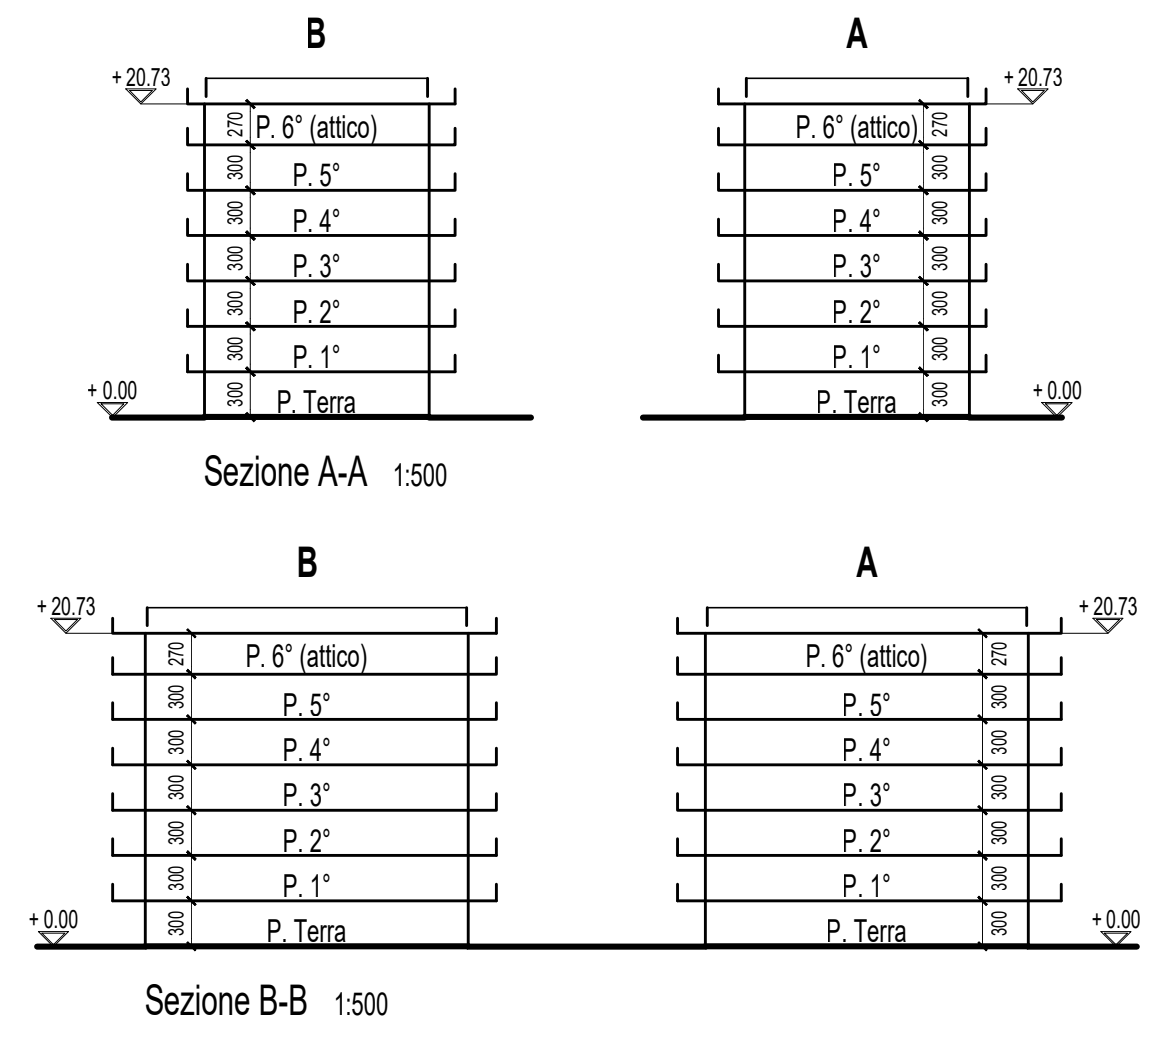 B A
+ 20.73 + 20.73
270 P. 6° (attico) P. 6° (attico) 270
300 P. 5° P. 5° 300
300 P. 4° P. 4° 300
300 P. 3° P. 3° 300
300 P. 2° P. 2° 300
300 P. 1° P. 1° 300
+ 0.00 + 0.00
300 P. Terra P. Terra 300
Sezione A-A 1:500
B A
+ 20.73 + 20.73
270 P. 6° (attico) P. 6° (attico) 270
300 P. 5° P. 5° 300
300 P. 4° P. 4° 300
300 P. 3° P. 3° 300
300 P. 2° P. 2° 300
300 P. 1° P. 1° 300
+ 0.00 + 0.00
300 P. Terra P. Terra 300
Sezione B-B 1:500